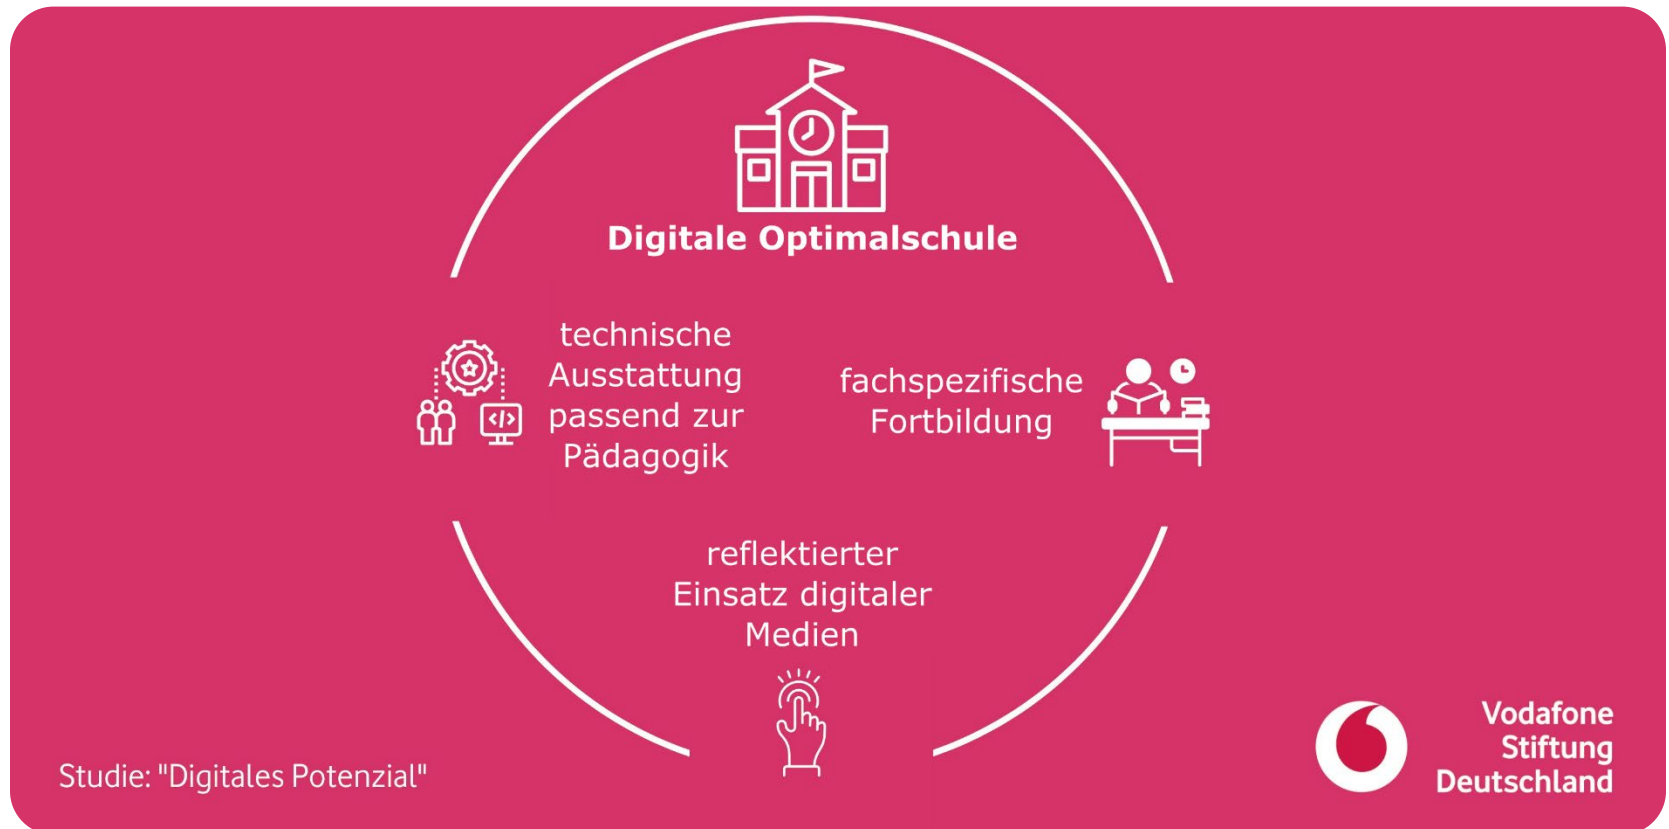 Digitale Optimalschule
technische
Ausstattung
passend zur
Pädagogik
fachspezifische
Fortbildung
reflektierter
Einsatz digitaler
Medien
</>
Studie: "Digitales Potenzial"
Vodafone
Stiftung
Deutschland